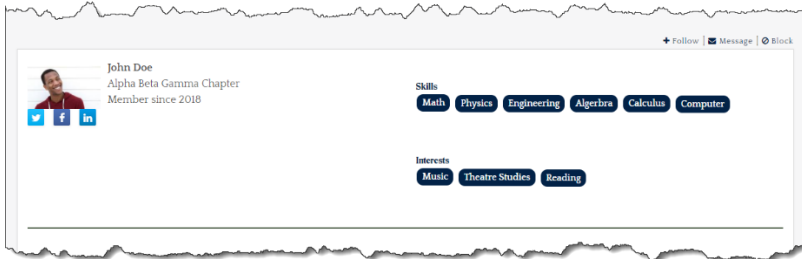 Follow | Message | Block
John Doe
Alpha Beta Gamma Chapter
Member since 2018
Skills
Math Physics Engineering Algerbra Calculus Computer
Interests
Music Theatre Studies Reading